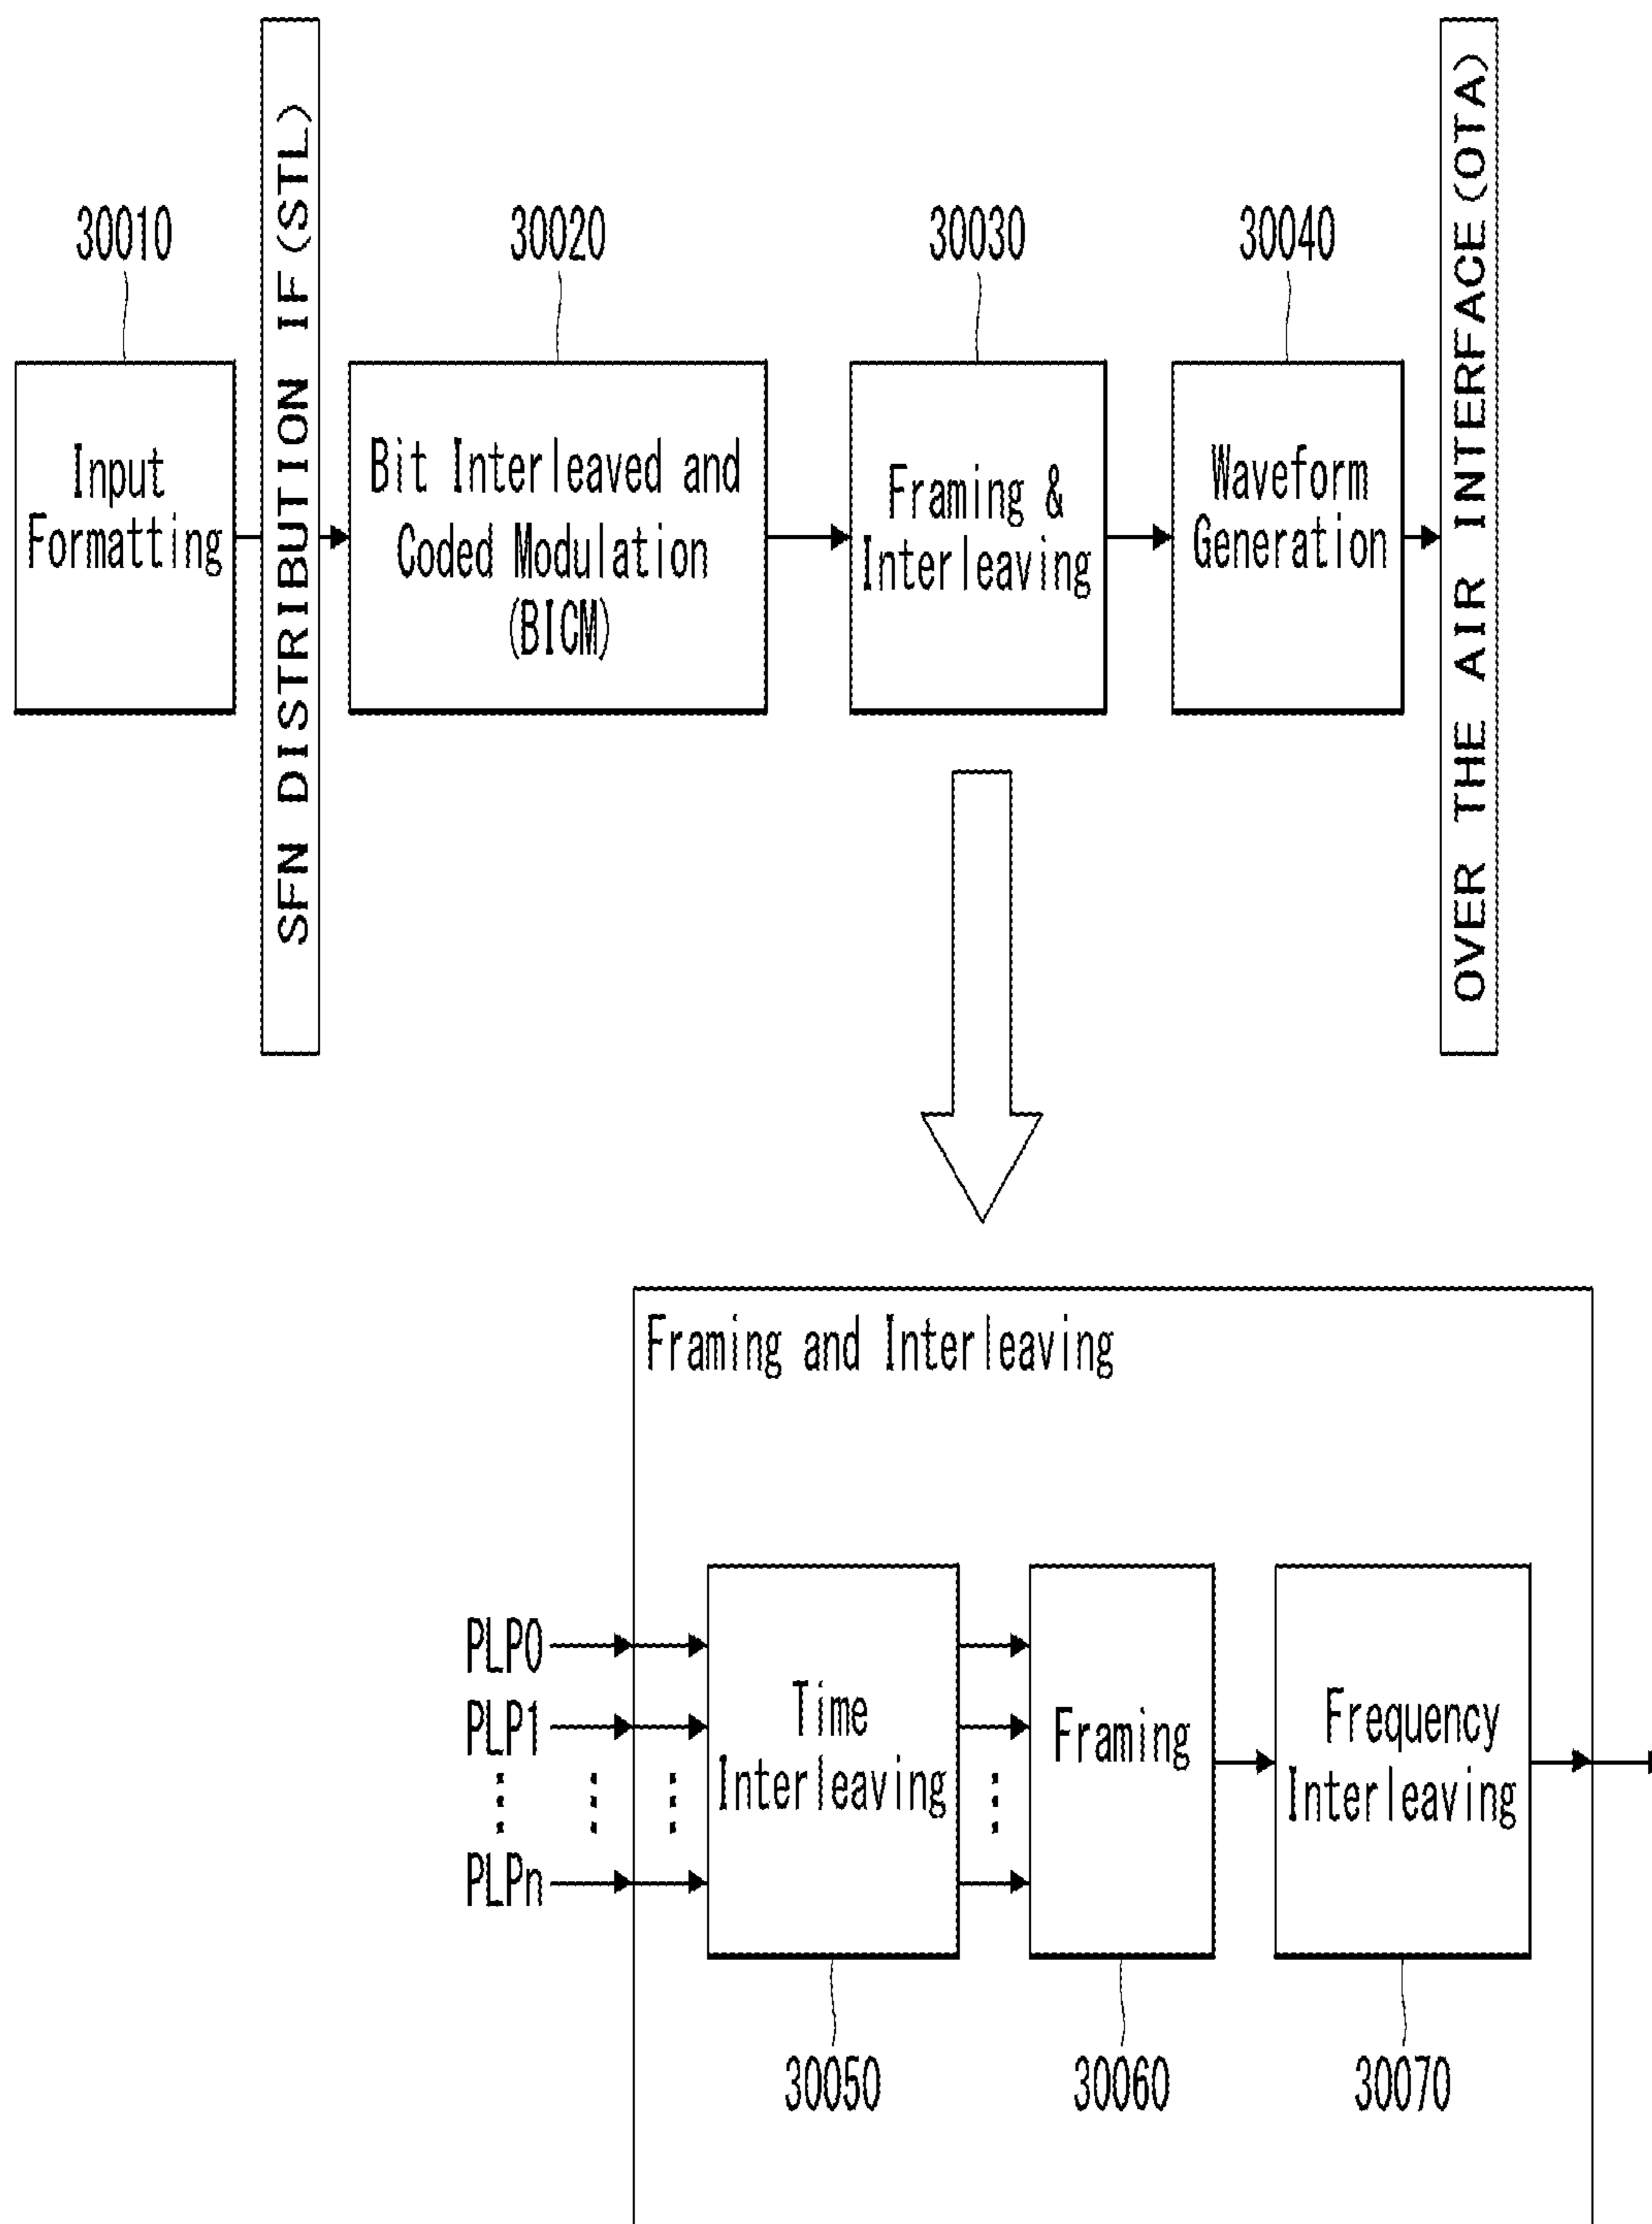 30010
30020
30030
30040
SFN DISTRIBUTION IF(STL)
OVER THE AIR INTERFACE(OTA)
Input
Formatting
Bit Interleaved and
Coded Modulation
(BICM)
Framing &
Interleaving
Waveform
Generation
Framing and Interleaving
PLP0
PLP1
PLPn
Time
Interleaving
Framing
Frequency
Interleaving
30050
30060
30070